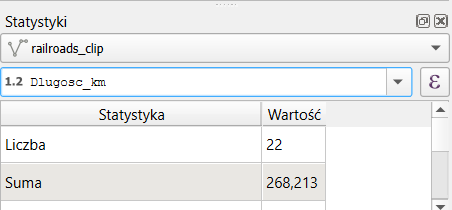 Statystyki
railroads_clip
1.2 Dlugosc_km ε
Statystyka Wartość
Liczba 22
Suma 268,213